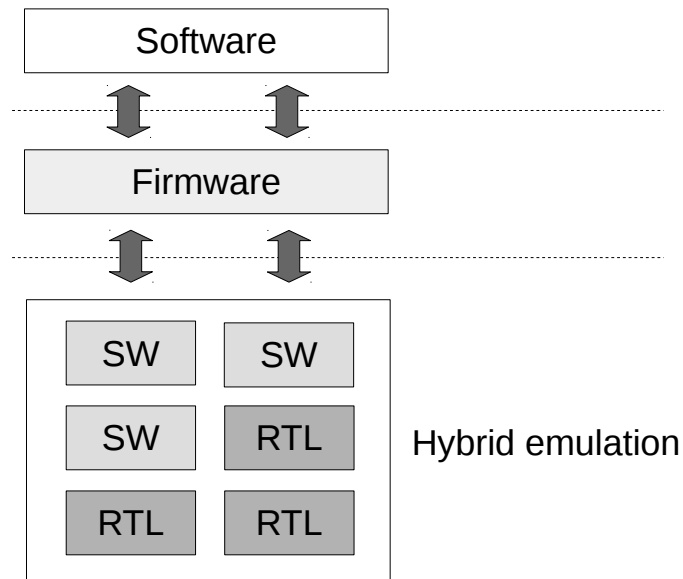 Software
Firmware
SW SW
SW RTL
Hybrid emulation
RTL RTL